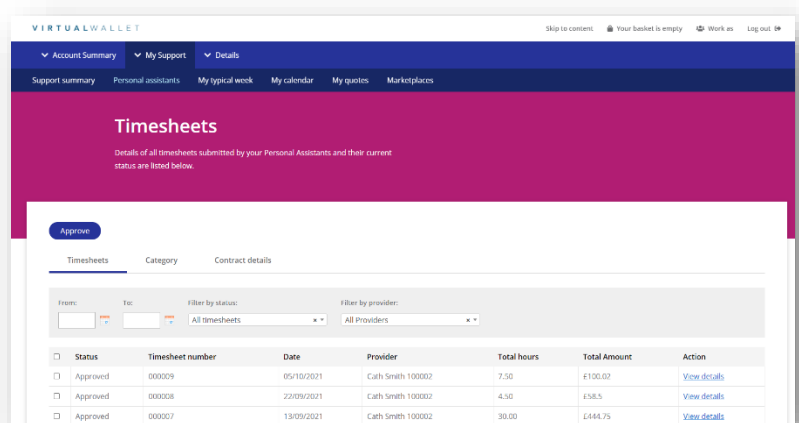 VIRTUALWALLET Skip to content Your basket is empty Work as Log out
Account Summary My Support Details
Support summary Personal assistants My typical week My calendar My quotes Marketplaces
Timesheets
Details of all timesheets submitted by your Personal Assistants and their current
status are listed below.
Approve
Timesheets Category Contract details
From: To: Filter by status: Filter by provider:
All timesheets × All Providers ×
Status Timesheet number Date Provider Total hours Total Amount Action
Approved 000009 05/10/2021 Cath Smith 100002 7.50 £100.02 View details
Approved 000008 22/09/2021 Cath Smith 100002 4.50 £58.5 View details
Approved 000007 13/09/2021 Cath Smith 100002 30.00 £444.75 View details